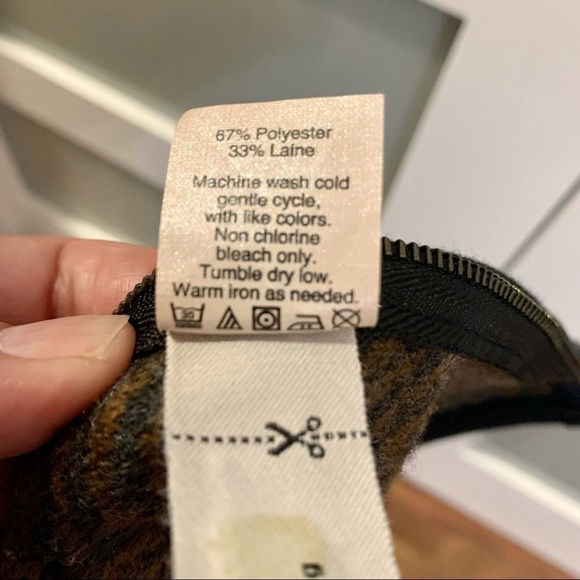 67% Polyester
33% Laine
Machine wash cold
gentle cycle,
with like colors.
Non chlorine
bleach only.
Tumble dry low.
Warm iron as needed.
30